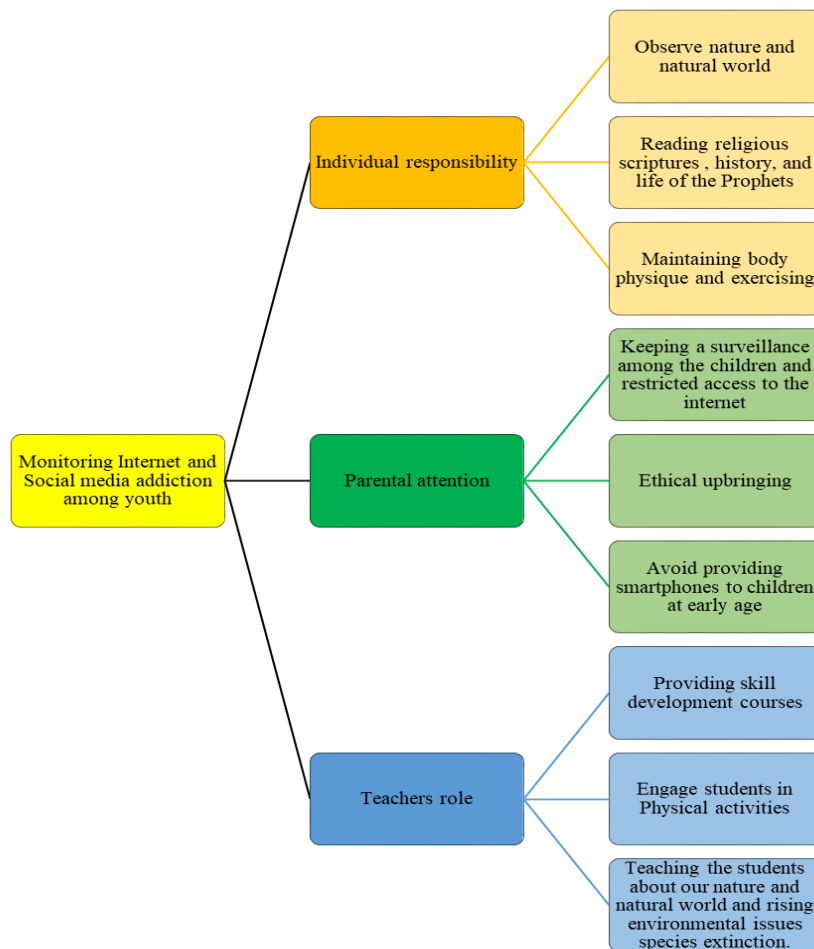 Observe nature and
natural world
Individual responsibility
Reading religious
scriptures , history, and
life of the Prophets
Maintaining body
physique and exercising
Monitoring Internet and
Social media addiction
among youth
Parental attention
Keeping a surveillance
among the children and
restricted access to the
internet
Ethical upbringing
Avoid providing
smartphones to children
at early age
Teachers role
Providing skill
development courses
Engage students in
Physical activities
Teaching the students
about our nature and
natural world and rising
environmental issues
species extinction.